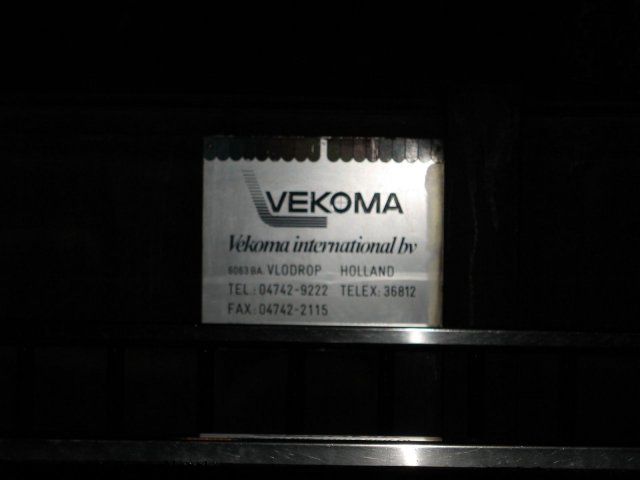 VEKOMA
Vekoma international bv
6063 BA. VLODROP HOLLAND
TEL.: 04742-9222 TELEX: 36812
FAX: 04742-2115